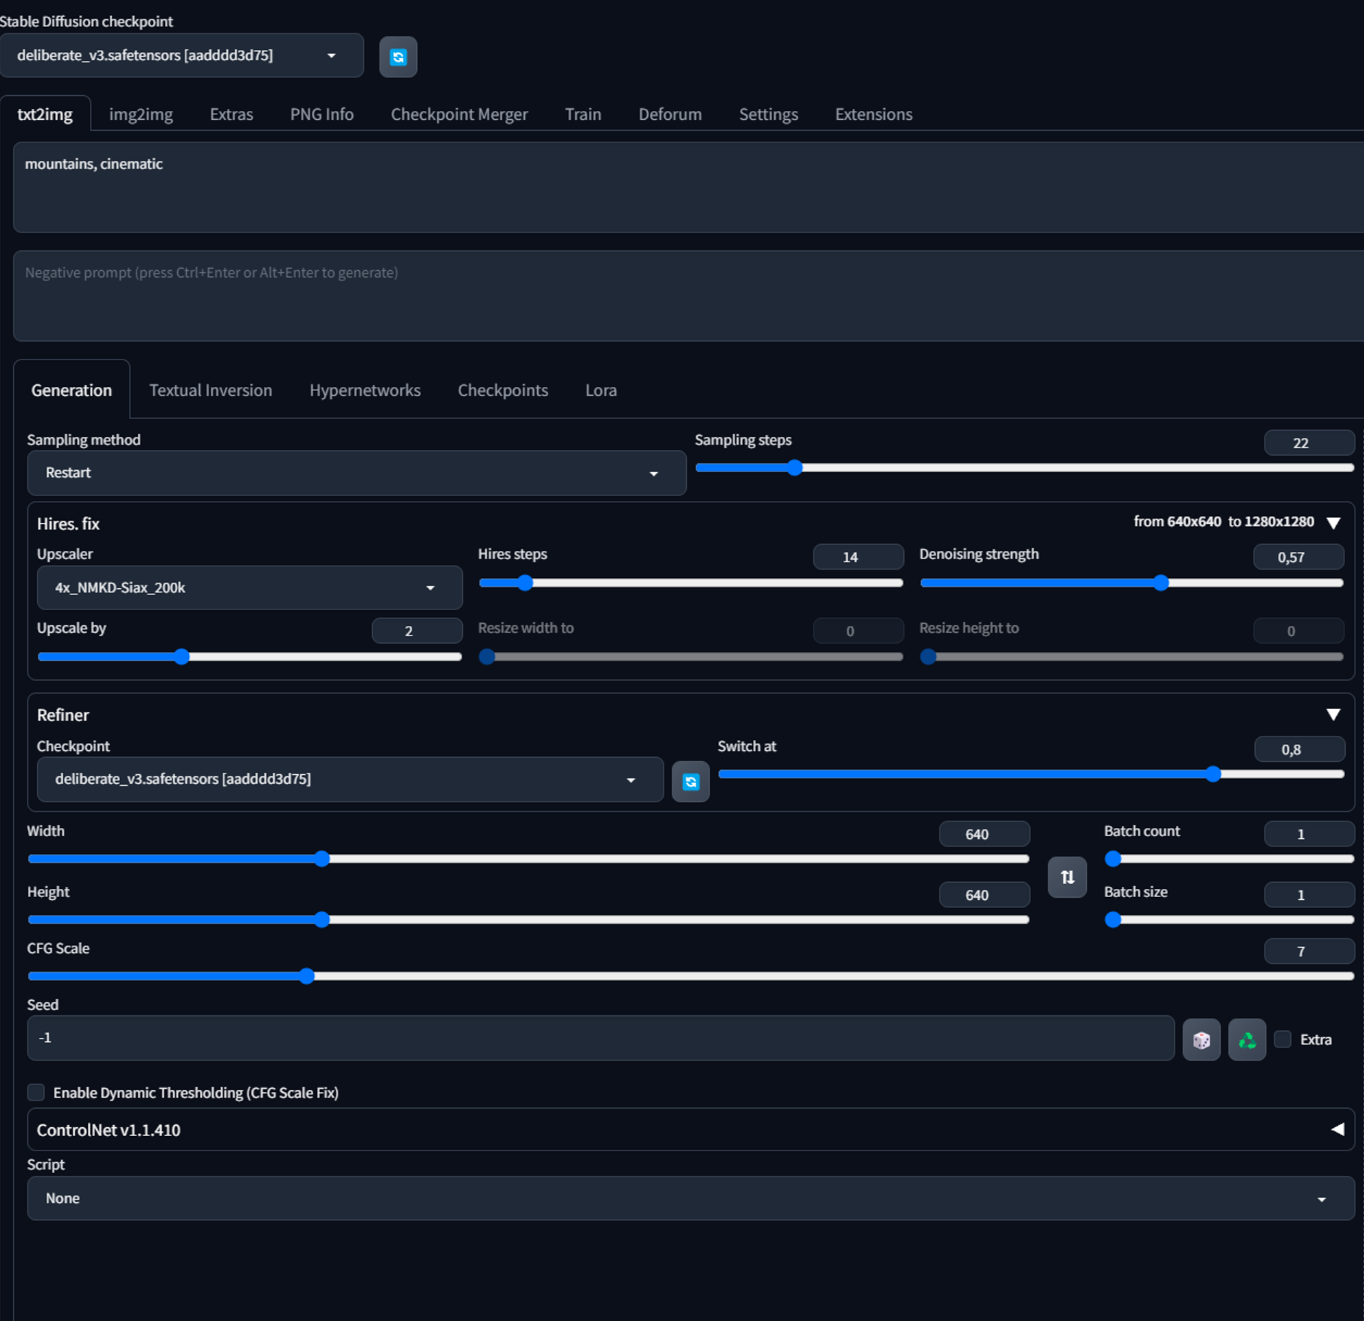 Stable Diffusion checkpoint
deliberate_v3.safetensors [aadddd3d75]
txt2img img2img Extras PNG Info Checkpoint Merger Train Deforum Settings Extensions
mountains, cinematic
Negative prompt (press Ctrl+Enter or Alt+Enter to generate)
Generation Textual Inversion Hypernetworks Checkpoints Lora
Sampling method Sampling steps 22
Restart
Hires. fix from 640x640 to 1280x1280
Upscaler Hires steps 14 Denoising strength 0,57
4x_NMKD-Siax_200k
Upscale by 2 Resize width to 0 Resize height to 0
Refiner
Checkpoint Switch at 0,8
deliberate_v3.safetensors [aadddd3d75]
Width 640 Batch count 1
Height 640 Batch size 1
CFG Scale 7
Seed
-1 Extra
Enable Dynamic Thresholding (CFG Scale Fix)
ControlNet v1.1.410
Script
None